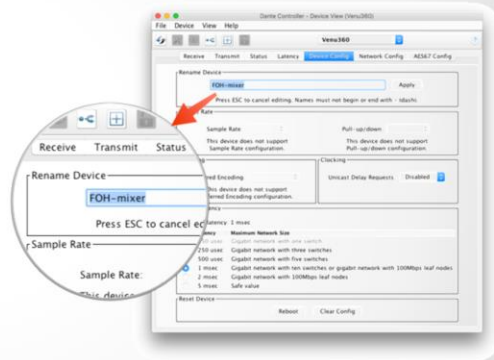 Dante Controller - Device View (Venu360)
File Device View Help
Venu360
?
Receive Transmit Status Latency Device Config Network Config AES67 Config
Rename Device
FOH-mixer
Apply
Press ESC to cancel editing. Names must not begin or end with - (dash)
Rate
Sample Rate
Pull-up/down
This device does not support
Sample Rate configuration.
This device does not support
Pull-up/down configuration.
Encoding
This device does not support
configuration.
Clocking
Unicast Delay Requests Disabled
latency 1 msec
Maximum Network Size
Gigabit network with one switch
Gigabit network with three switches
500 usec Gigabit network with five switches
1 msec Gigabit network with ten switches or gigabit network with 100Mbps leaf nodes
2 msec Gigabit network with 100Mbps leaf nodes
5 msec Safe value
Reset Device
Reboot Clear Config
Receive Transmit Status
Rename Device
FOH-mixer
Press ESC to cancel
Sample Rate
Sample Rate:
This device